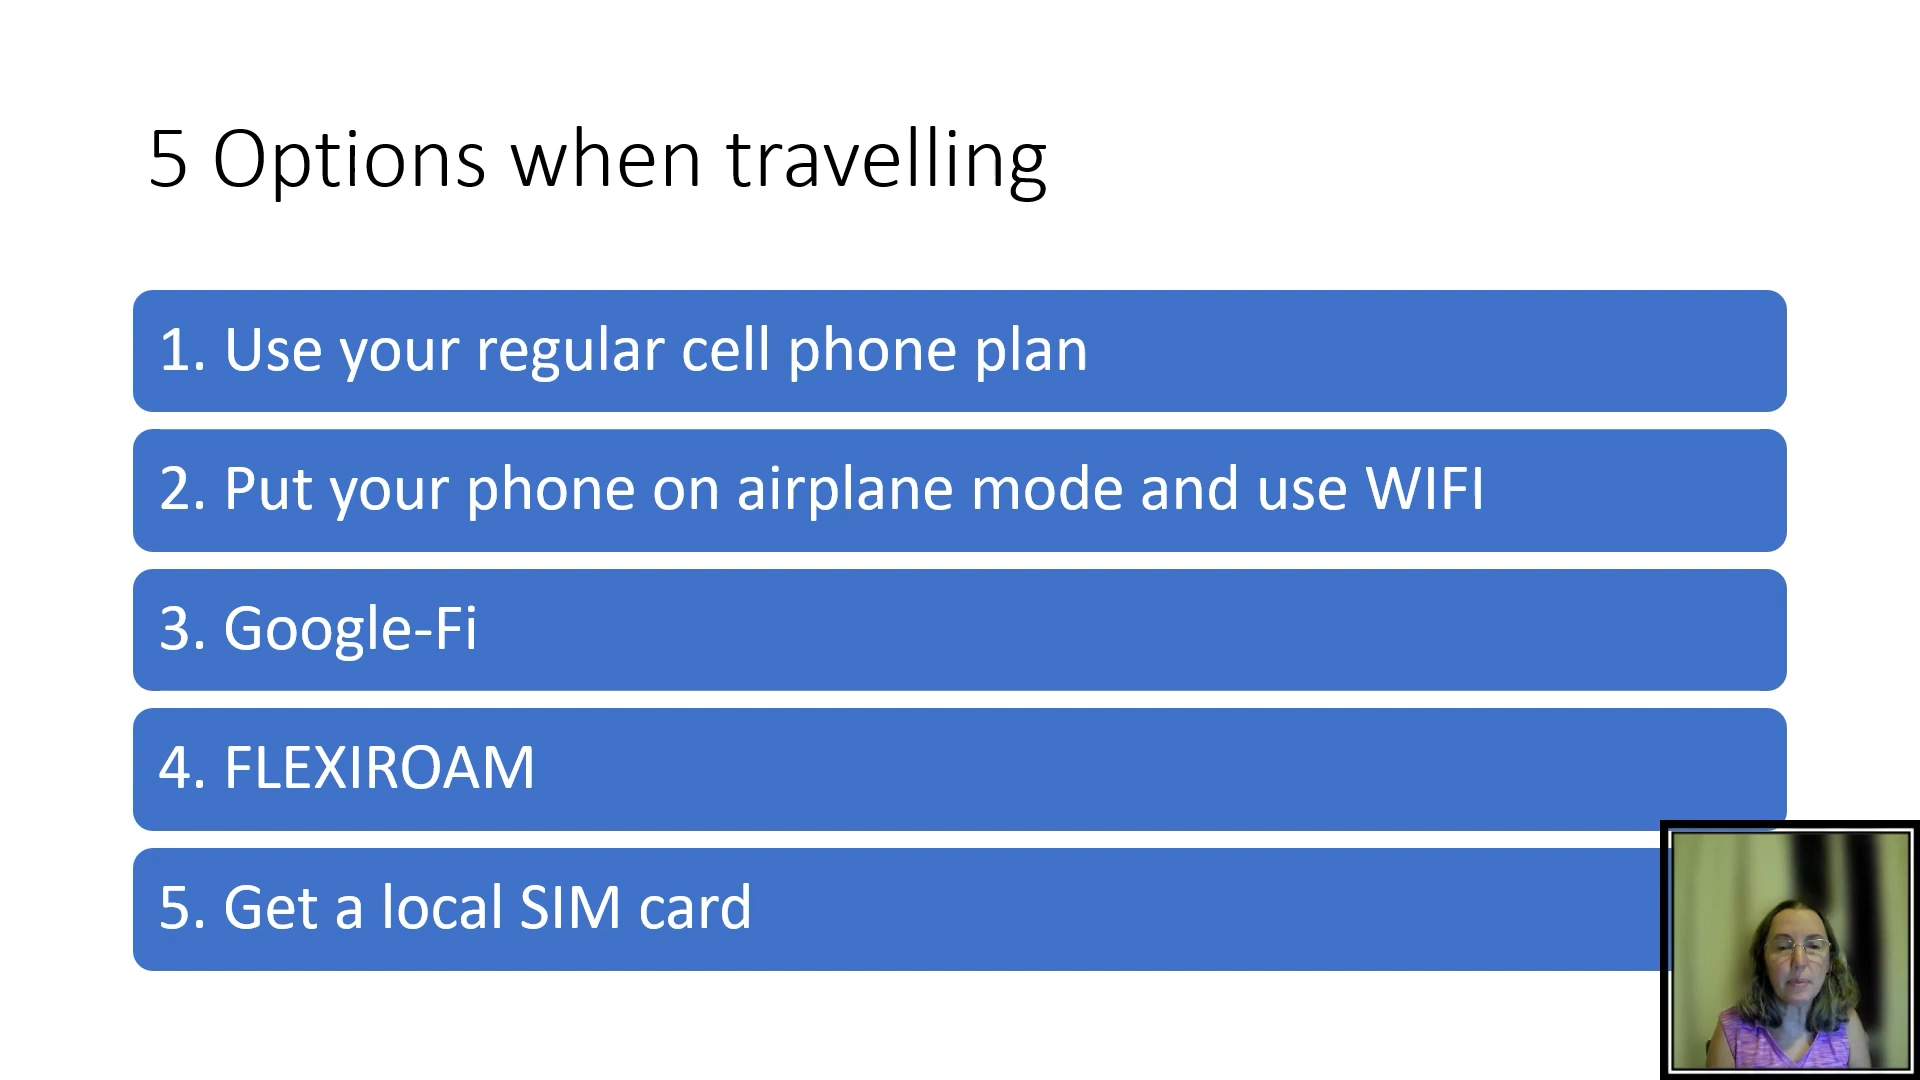 5 Options when travelling
1. Use your regular cell phone plan
2. Put your phone on airplane mode and use WIFI
3. Google-Fi
4. FLEXIROAM
5. Get a local SIM card